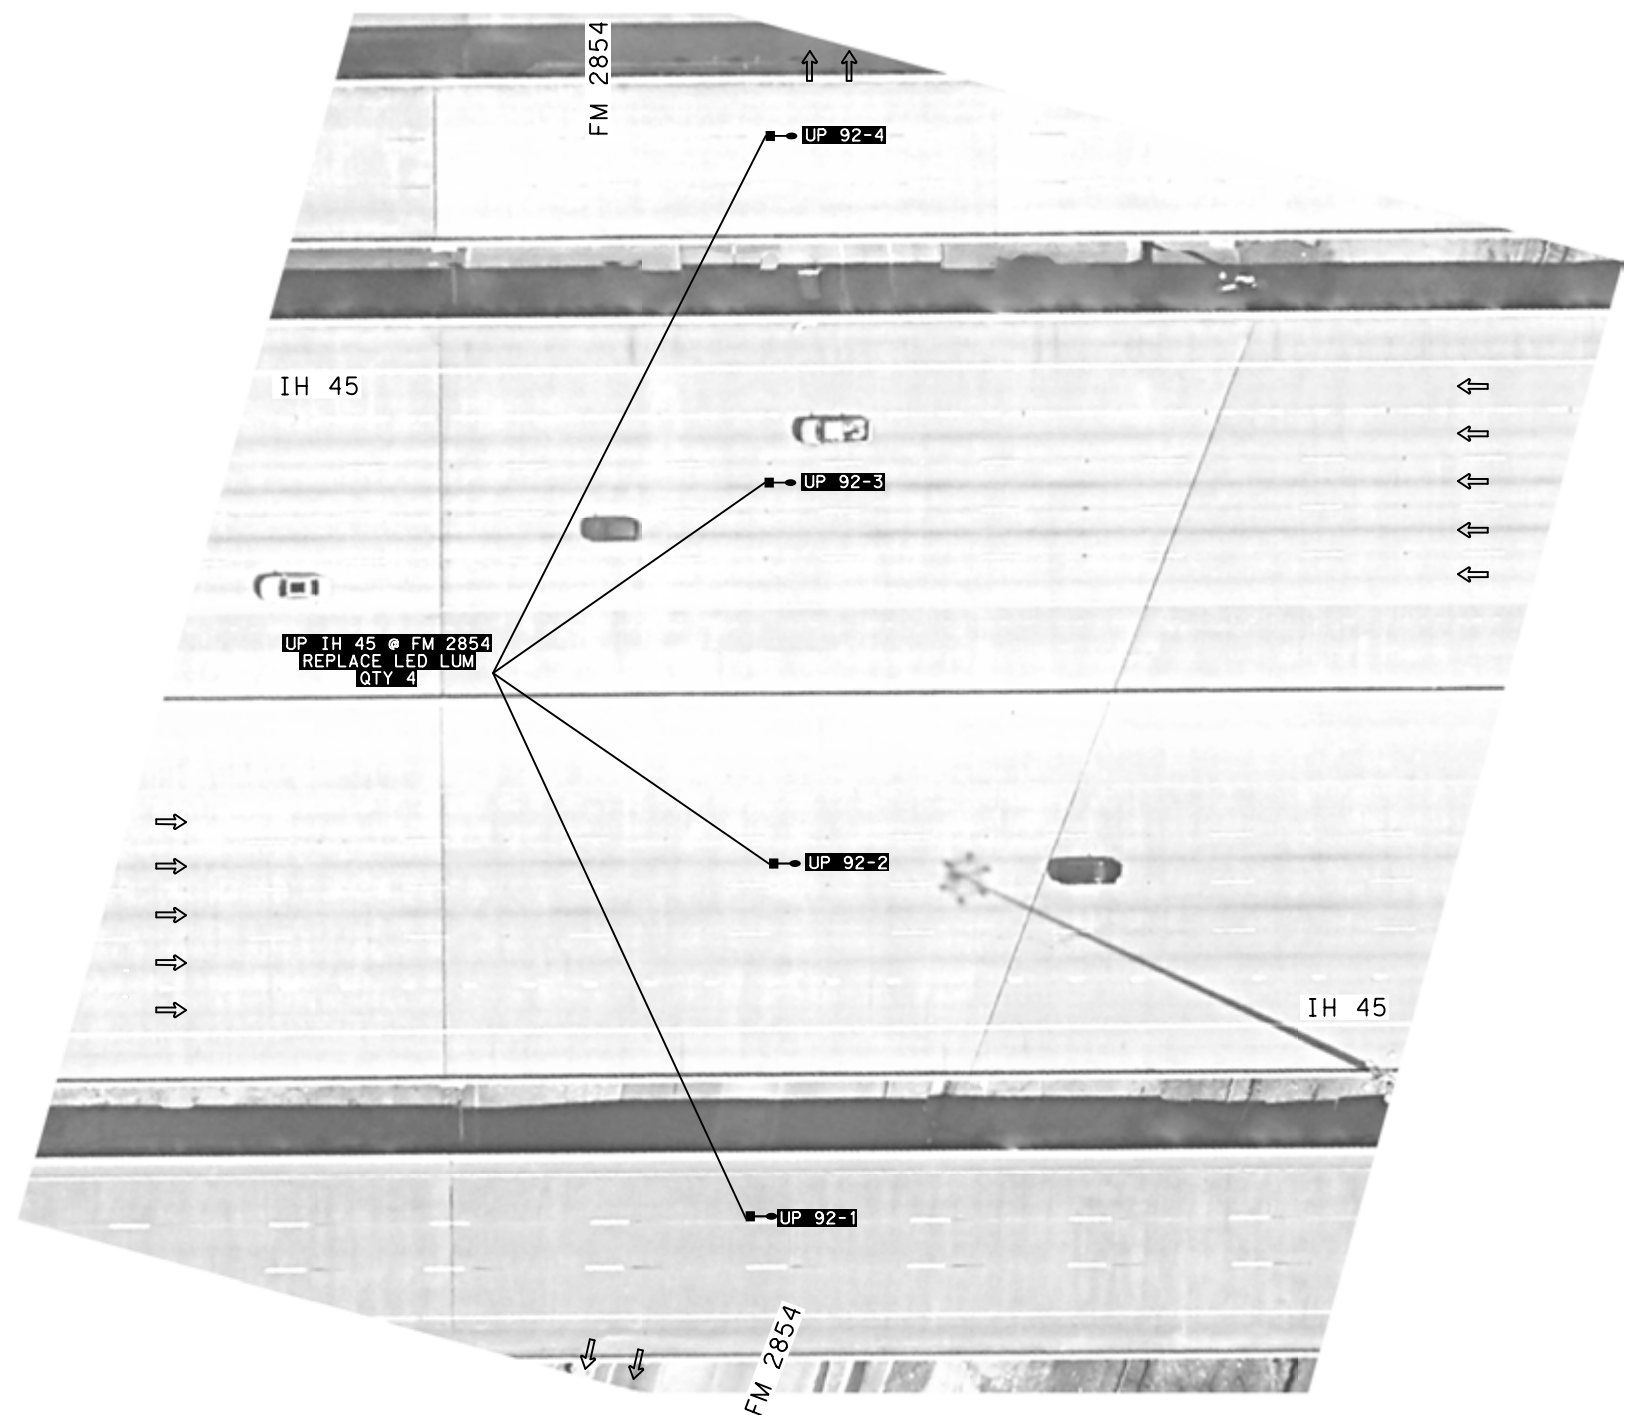 FM 2854
UP 92-4
IH 45
UP 92-3
UP IH 45 @ FM 2854
REPLACE LED LUM
QTY 4
UP 92-2
IH 45
UP 92-1
FM 2854